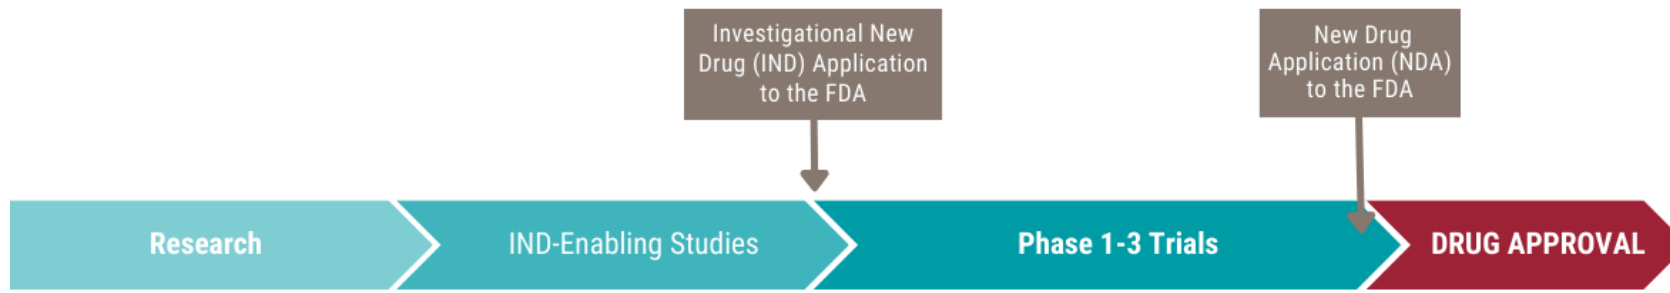 Investigational New
Drug (IND) Application
to the FDA
New Drug
Application (NDA)
to the FDA
Research
IND-Enabling Studies
Phase 1-3 Trials
DRUG APPROVAL